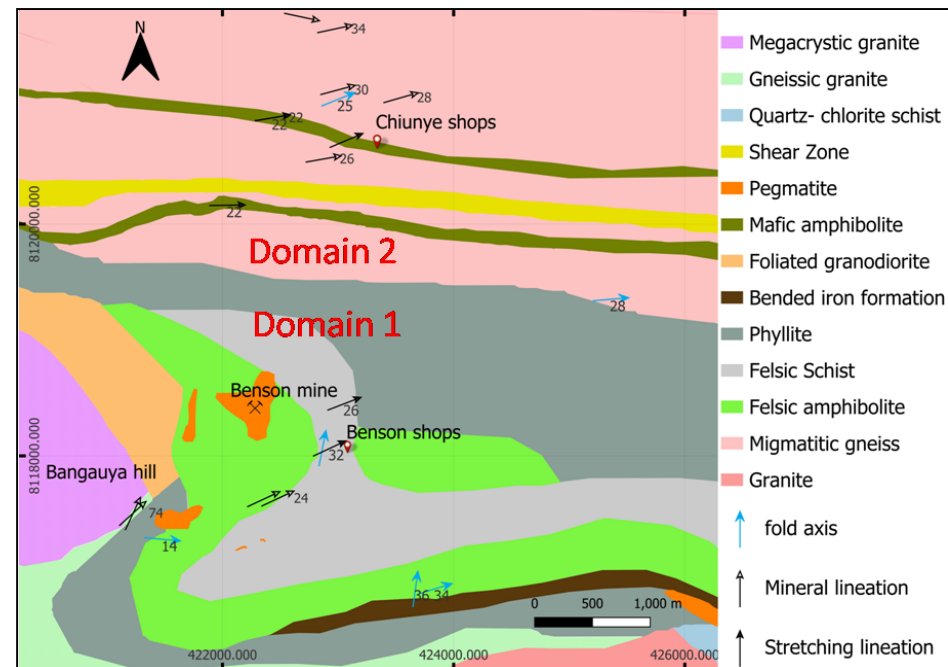 N
34
30
25
28
22
22
Chiunye shops
26
22
8120000.000
Domain 2
28
Domain 1
Benson mine
26
Benson shops
32
8118000.000
Bangauya hill
24
74
14
36
34
0 500 1,000 m
422000.000 424000.000 426000.000
Megacrystic granite
Gneissic granite
Quartz- chlorite schist
Shear Zone
Pegmatite
Mafic amphibolite
Foliated granodiorite
Bended iron formation
Phyllite
Felsic Schist
Felsic amphibolite
Migmatitic gneiss
Granite
fold axis
Mineral lineation
Stretching lineation